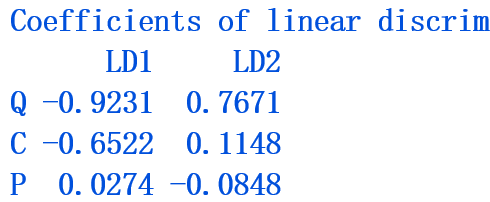 Coefficients of linear discrim
LD1 LD2
Q -0.9231 0.7671
C -0.6522 0.1148
P 0.0274 -0.0848